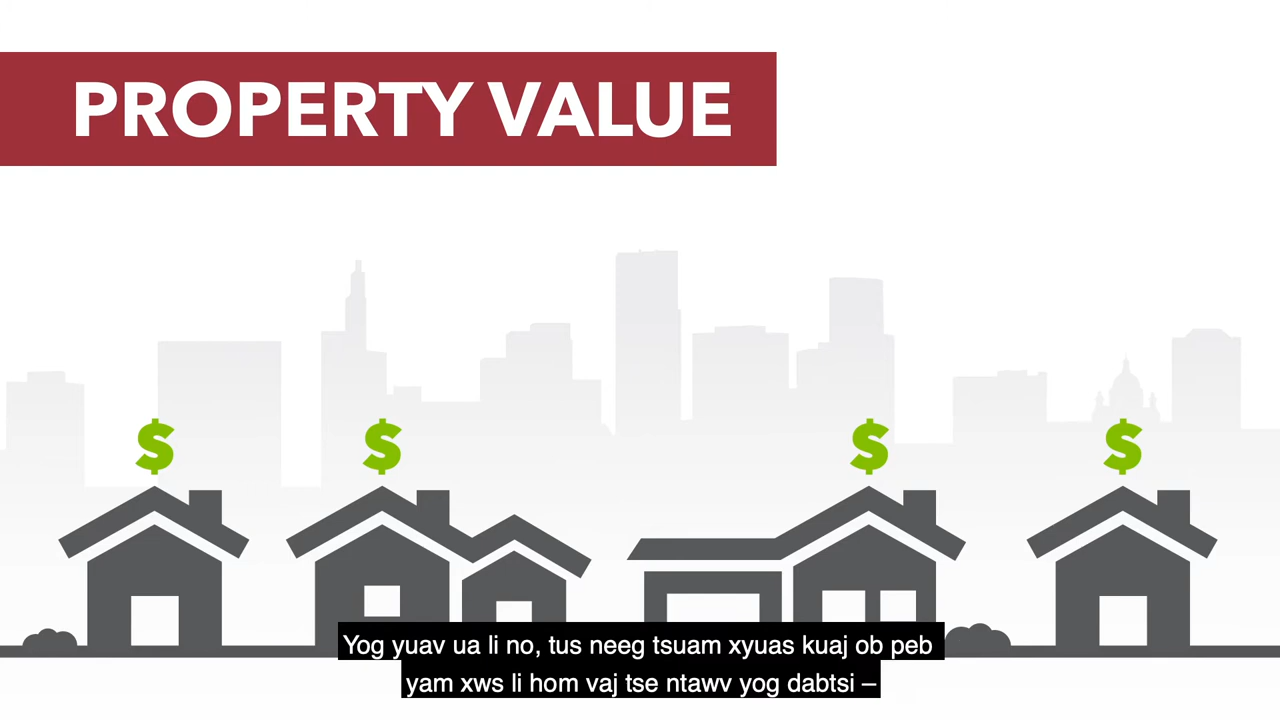 PROPERTY VALUE
$ $ $ $
Yog yuav ua li no, tus neeg tsuam xyuas kuaj ob peb
yam xws li hom vaj tse ntawv yog dabtsi –